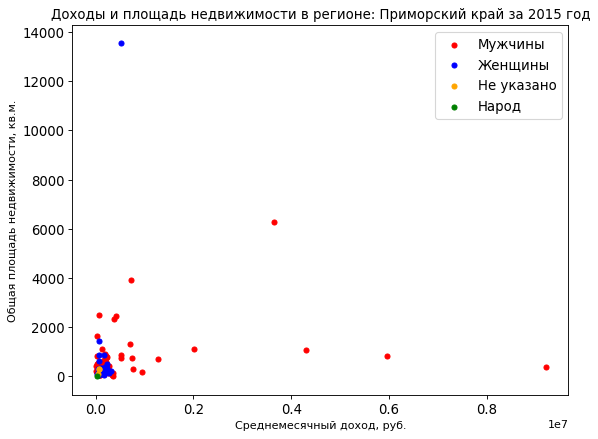 Доходы и площадь недвижимости в регионе: Приморский край за 2015 год
Общая площадь недвижимости, кв.м.
14000
12000
10000
8000
6000
4000
2000
0
Мужчины
Женщины
Не указано
Народ
0.0 0.2 0.4 0.6 0.8
1e7
Среднемесячный доход, руб.